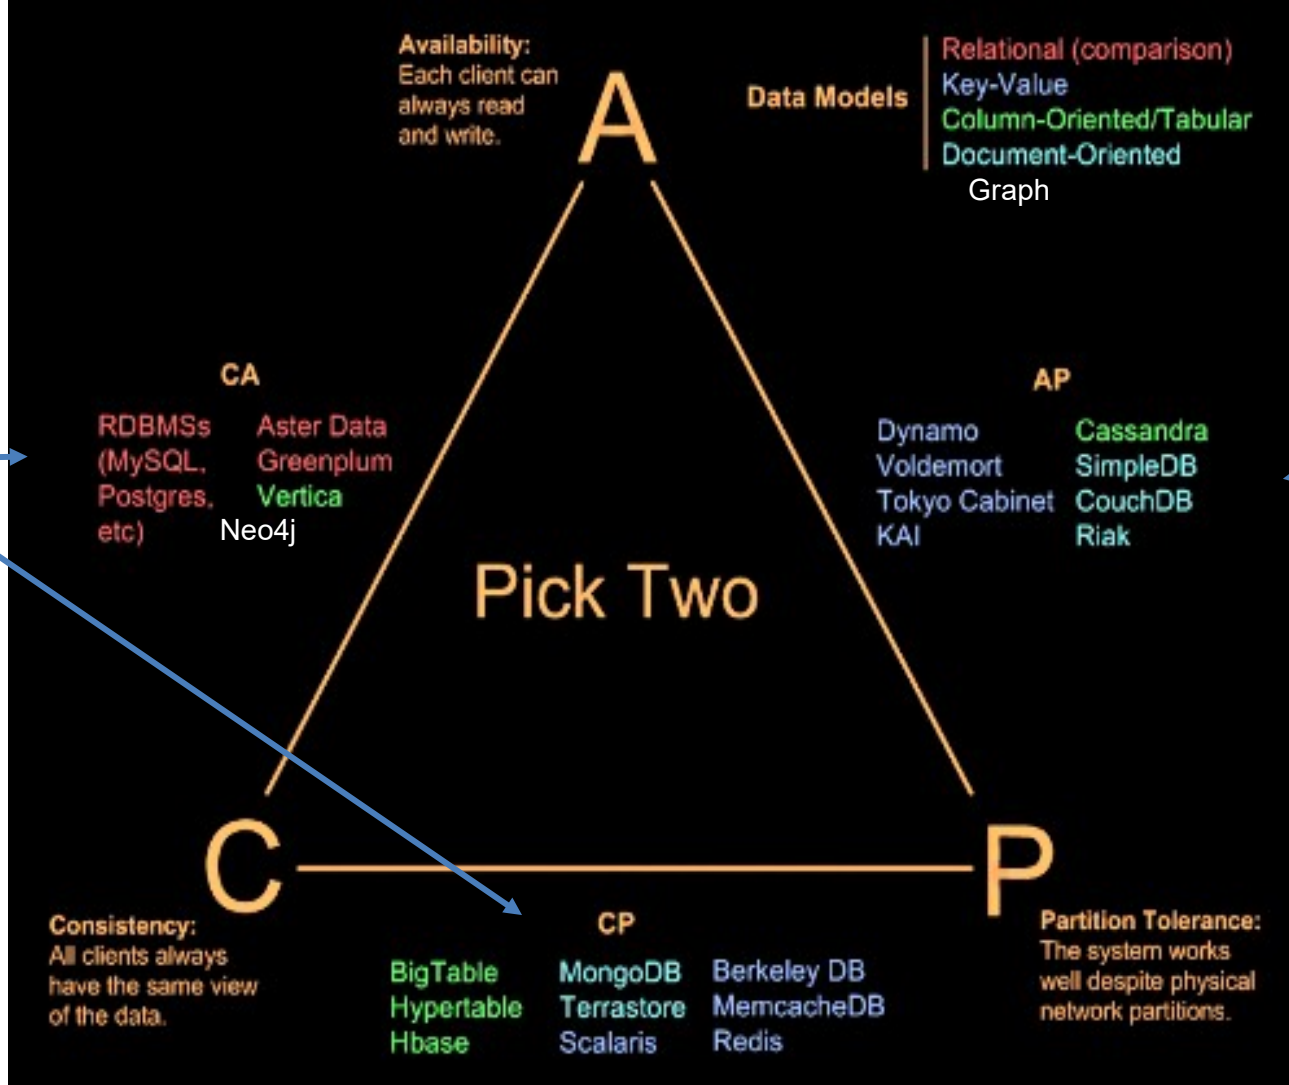 Availability:
Each client can
always read
and write.
A
Data Models
Relational (comparison)
Key-Value
Column-Oriented/Tabular
Document-Oriented
Graph
CA
RDBMSs
(MySQL,
Postgres,
etc)
Aster Data
Greenplum
Vertica
Neo4j
AP
Dynamo
Voldemort
Tokyo Cabinet
KAI
Cassandra
SimpleDB
CouchDB
Riak
Pick Two
C
P
Consistency:
All clients always
have the same view
of the data.
CP
BigTable
Hypertable
Hbase
MongoDB
Terrastore
Scalaris
Berkeley DB
MemcacheDB
Redis
Partition Tolerance:
The system works
well despite physical
network partitions.